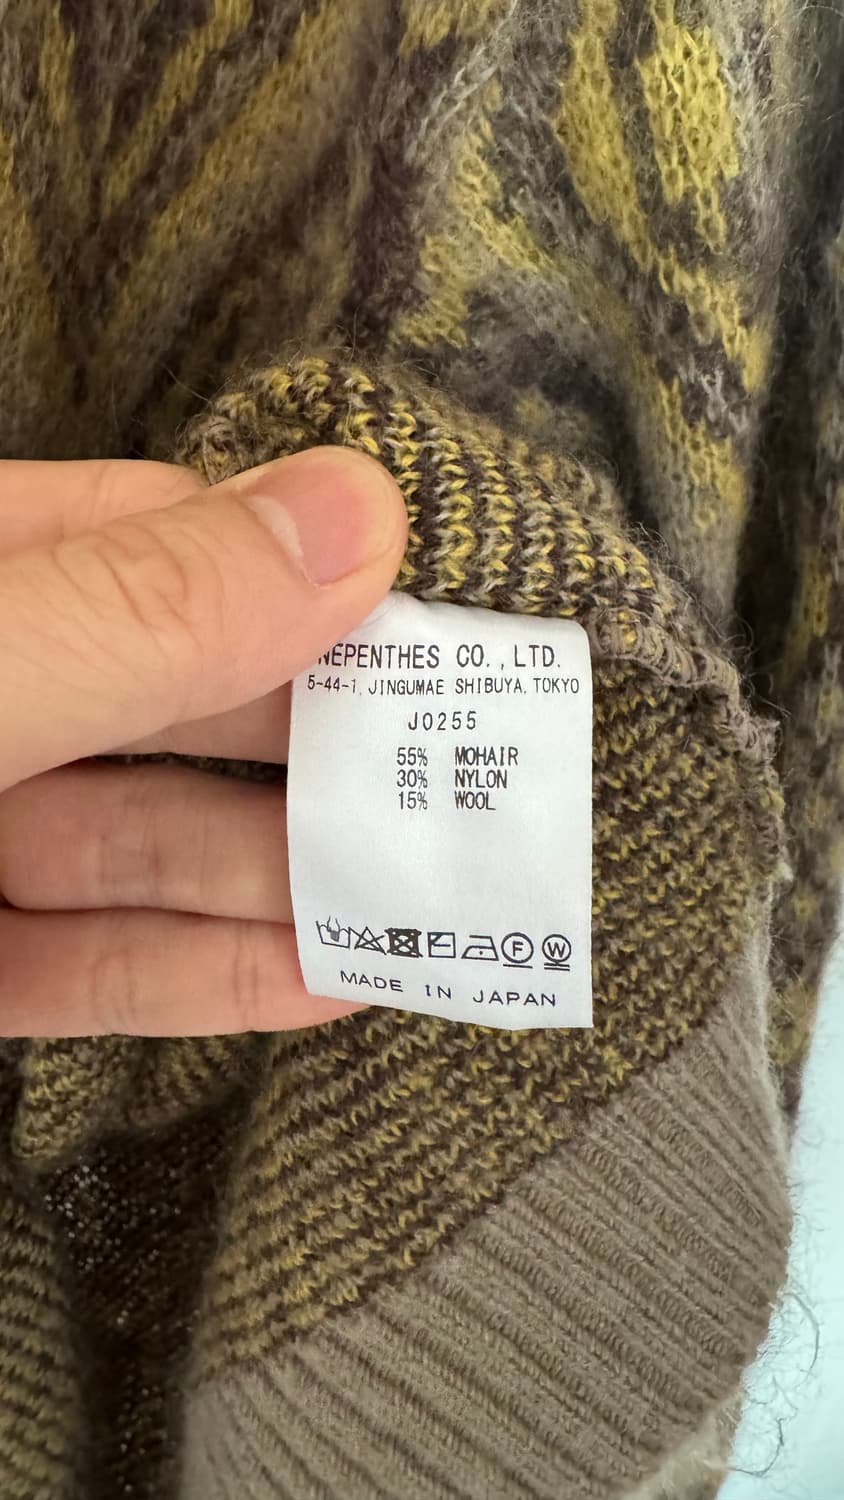 NEPENTHES CO.,LTD.
5-44-1, JINGUMAE SHIBUYA, TOKYO
J0255
55% MOHAIR
30% NYLON
15% WOOL
F W
MADE IN JAPAN